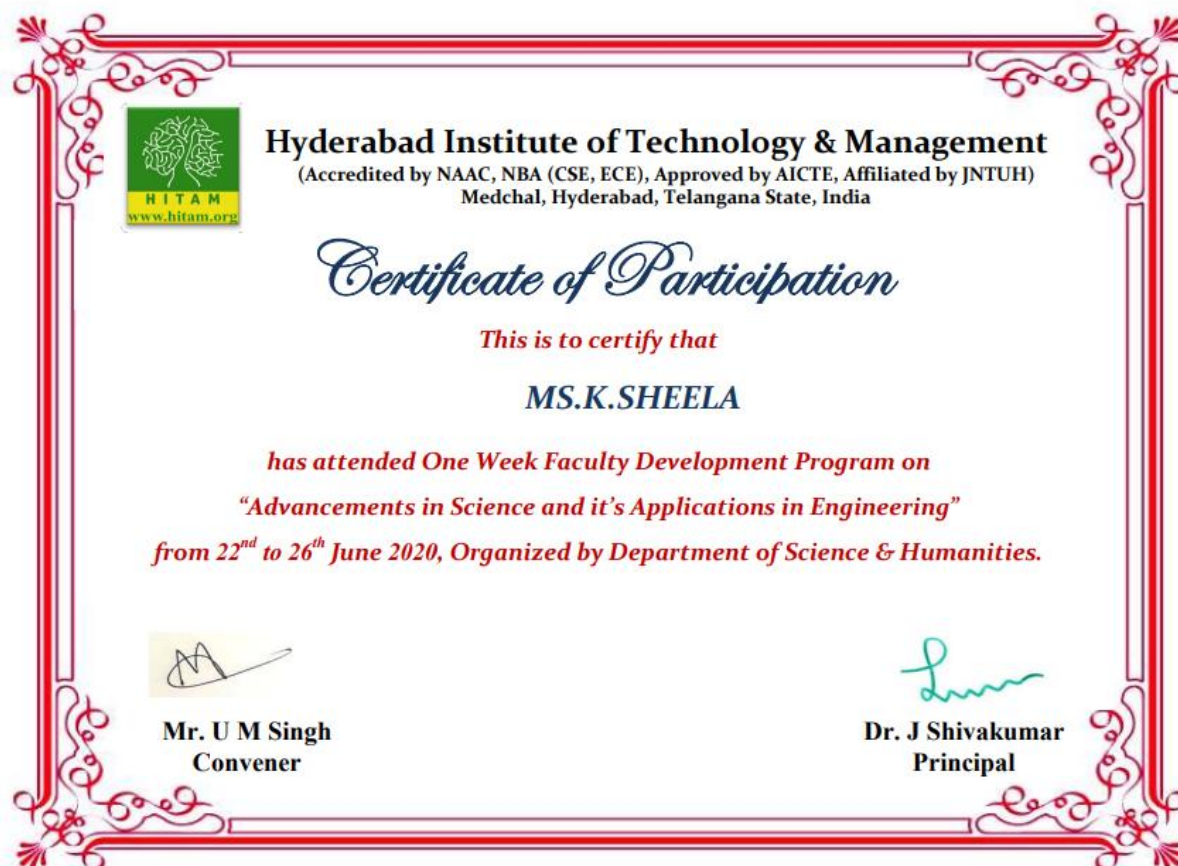 HITAM
www.hitam.org
Hyderabad Institute of Technology & Management
(Accredited by NAAC, NBA (CSE, ECE), Approved by AICTE, Affiliated by JNTUH)
Medchal, Hyderabad, Telangana State, India
Certificate of Participation
This is to certify that
MS.K.SHEELA
has attended One Week Faculty Development Program on
“Advancements in Science and it's Applications in Engineering”
from 22nd to 26th June 2020, Organized by Department of Science & Humanities.
Mr. U M Singh
Convener
Dr. J Shivakumar
Principal